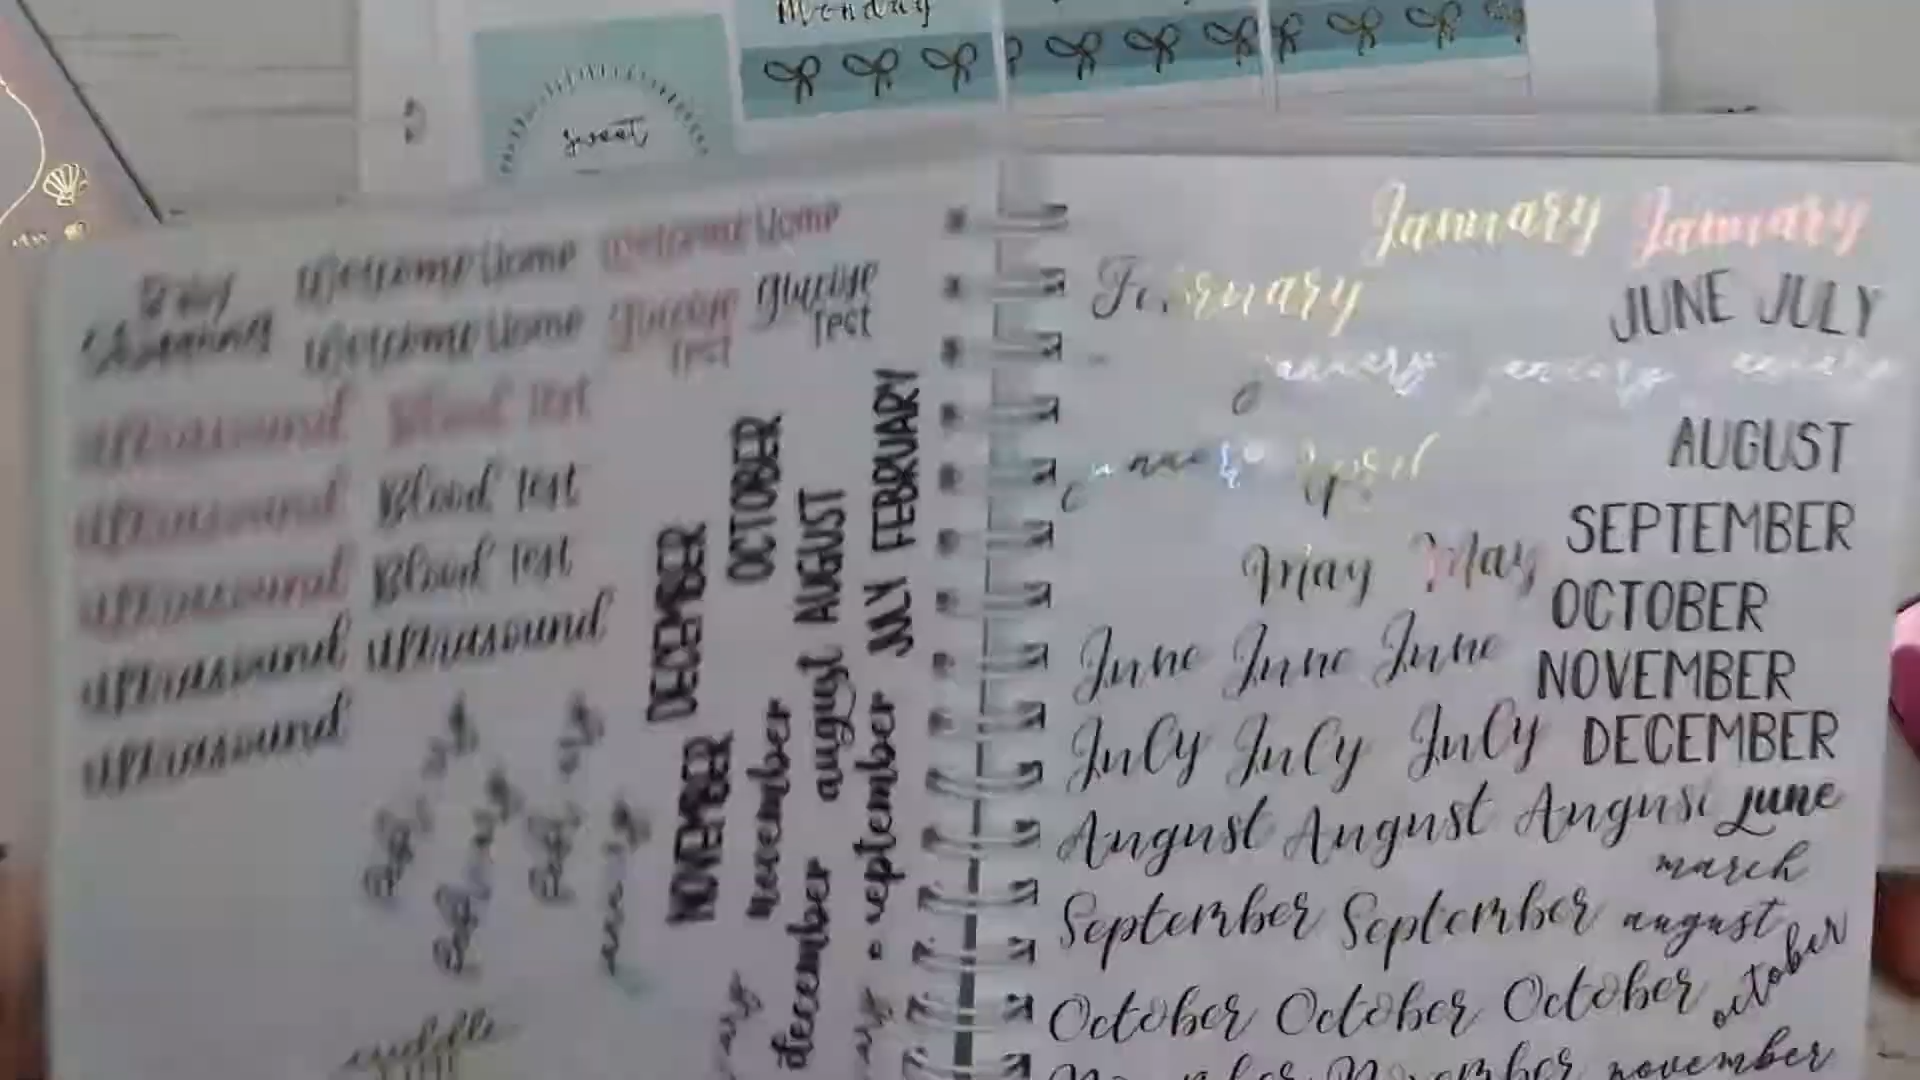 Monday
sweet
Welcome Home Welcome Home
Welcome Home Glucose Test Glucose Test
Ultrasound Blood Test
Ultrasound Blood Test
Ultrasound Blood Test
Ultrasound Ultrasound
Ultrasound
DECEMBER
OCTOBER
AUGUST
FEBRUARY
JULY
NOVEMBER
november
august
september
december
cuddle
January January
February
JUNE JULY
April
AUGUST
May May
SEPTEMBER
OCTOBER
June June June
NOVEMBER
July July July
DECEMBER
August August August june
march
September September august
october
October October October
november